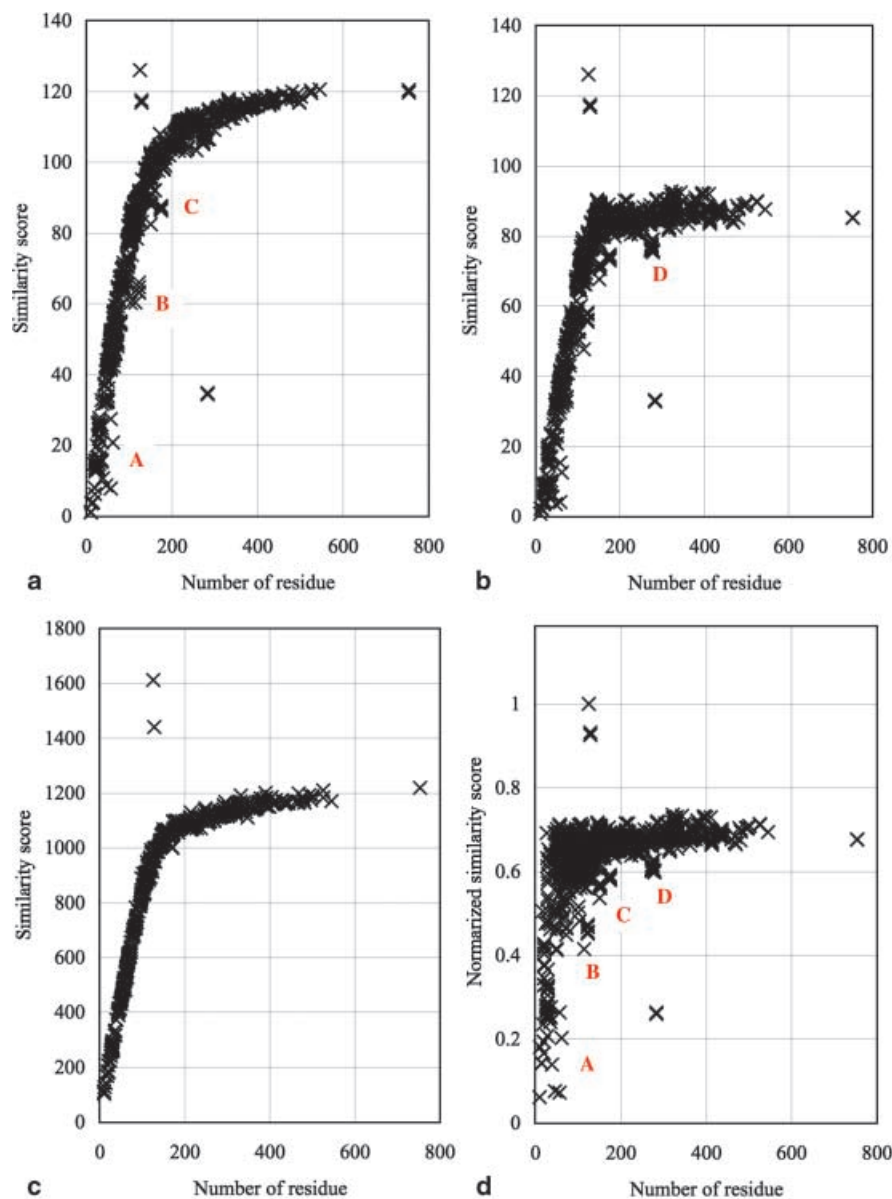 140
120
100
80
60
40
20
0
Similarity score
C
B
A
0 200 400 600 800
Number of residue
a
140
120
100
80
60
40
20
0
Similarity score
D
0 200 400 600 800
Number of residue
b
1800
1600
1400
1200
1000
800
600
400
200
0
Similarity score
0 200 400 600 800
Number of residue
c
1
0.8
0.6
0.4
0.2
0
Normarized similarity score
D
C
B
A
0 200 400 600 800
Number of residue
d